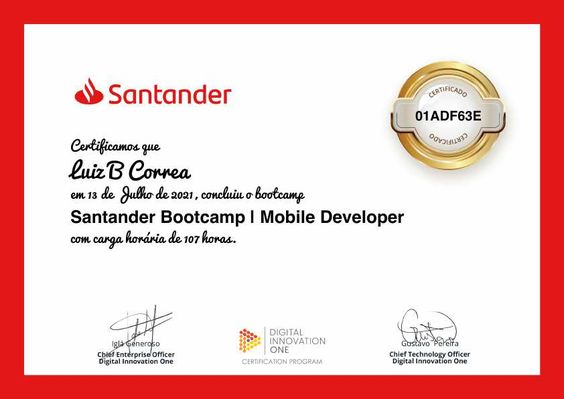 Santander
CERTIFICADO
01ADF63E
CERTIFICADO
Certificamos que
Luiz B Correa
em 13 de Julho de 2021, concluiu o bootcamp
Santander Bootcamp | Mobile Developer
com carga horária de 107 horas.
Iglá Generoso
Chief Enterprise Officer
Digital Innovation One
DIGITAL
INNOVATION
ONE
CERTIFICATION PROGRAM
Gustavo Pereira
Chief Technology Officer
Digital Innovation One